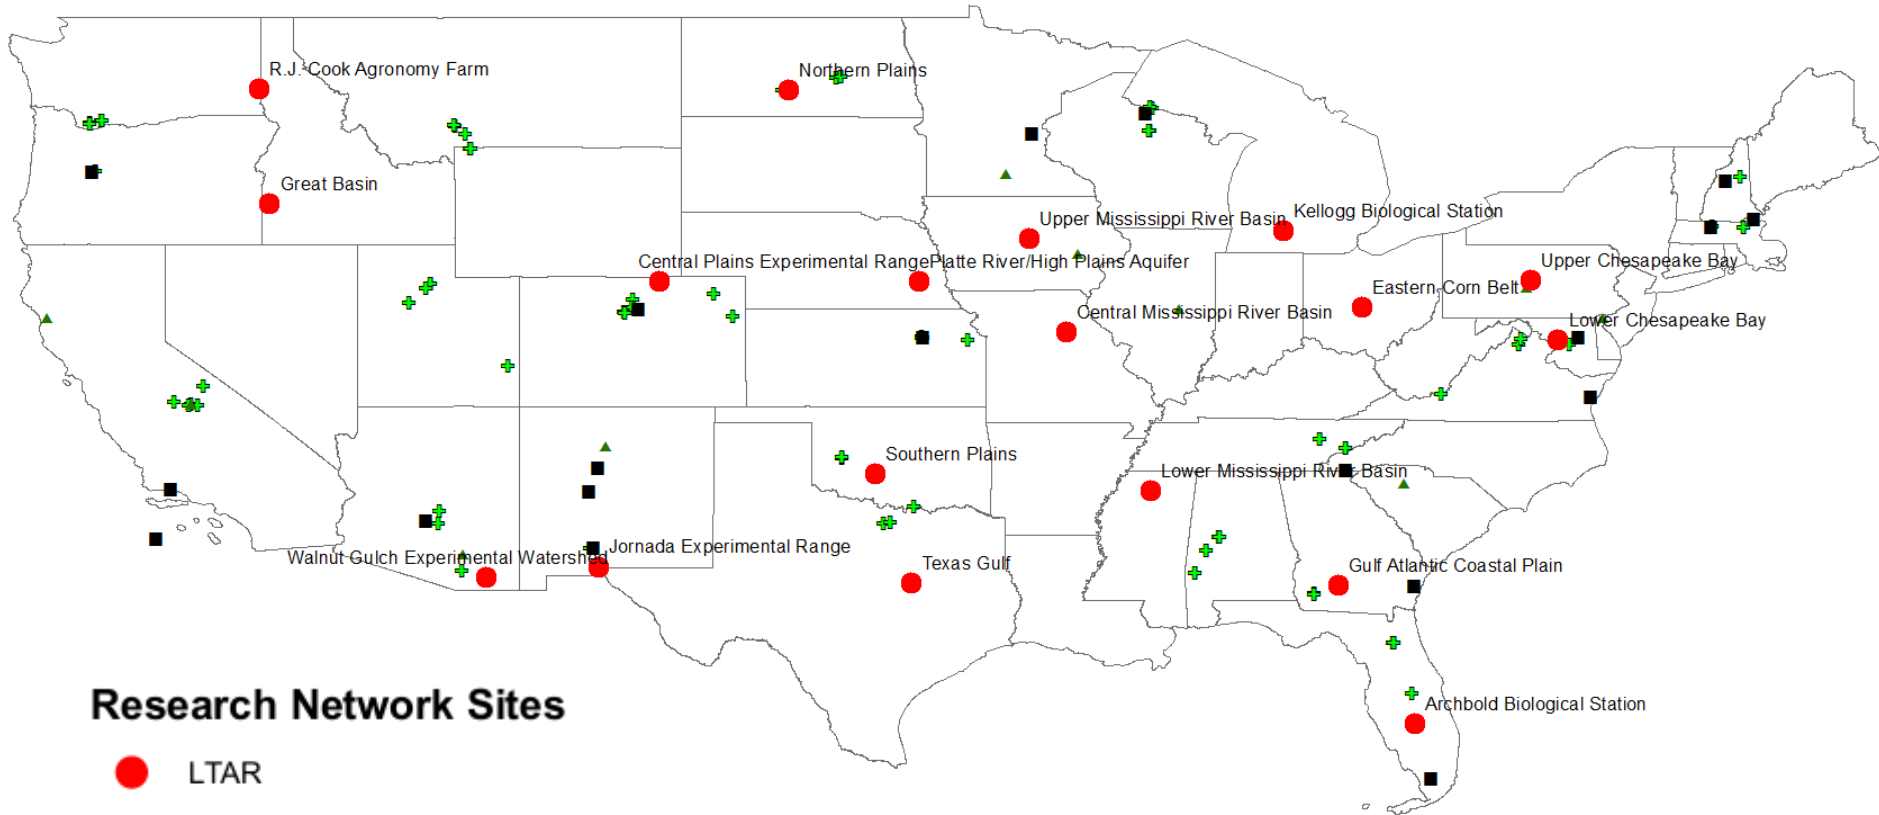 R.J. Cook Agronomy Farm
Northern Plains
Great Basin
Upper Mississippi River Basin
Kellogg Biological Station
Central Plains Experimental Range
Platte River/High Plains Aquifer
Upper Chesapeake Bay
Eastern Corn Belt
Central Mississippi River Basin
Lower Chesapeake Bay
Southern Plains
Lower Mississippi River Basin
Walnut Gulch Experimental Watershed
Jornada Experimental Range
Texas Gulf
Gulf Atlantic Coastal Plain
Archbold Biological Station
Research Network Sites
LTAR